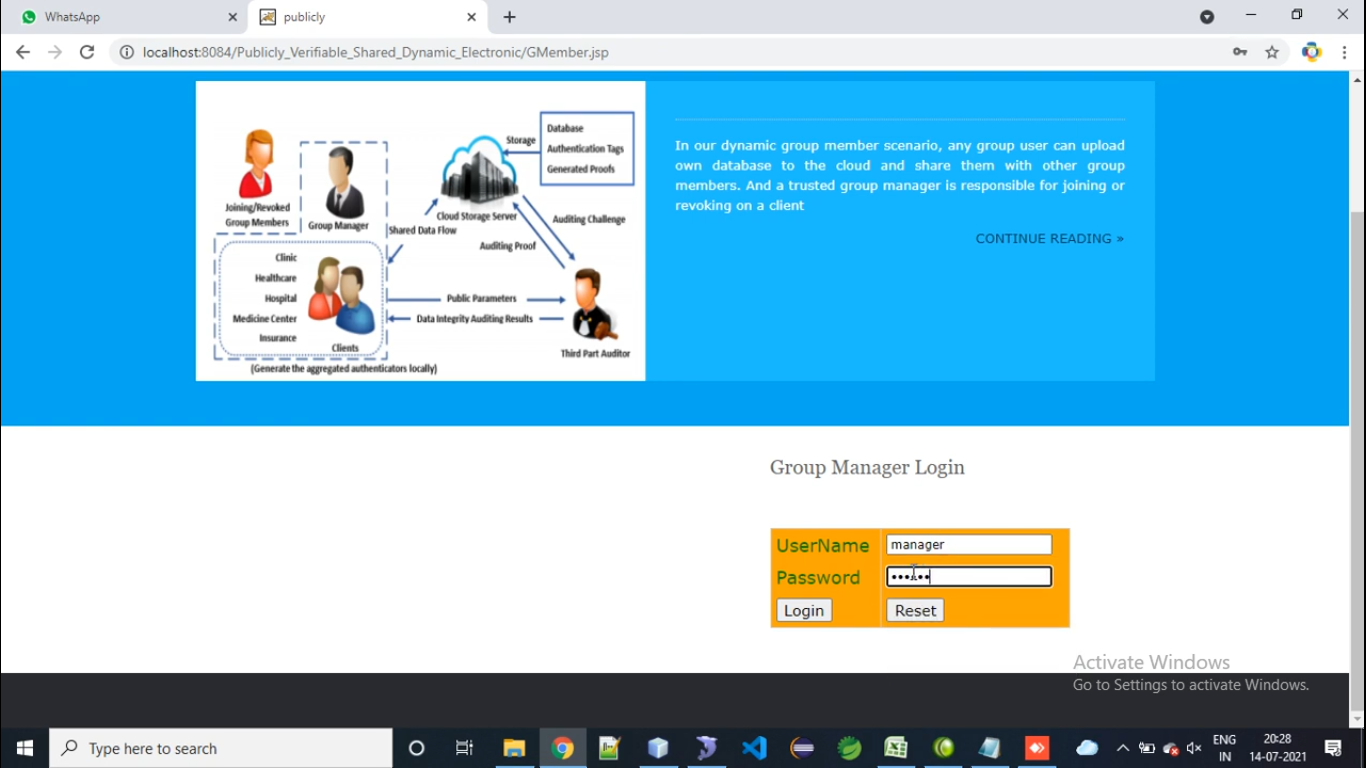 WhatsApp
publicly
localhost:8084/Publicly_Verifiable_Shared_Dynamic_Electronic/GMember.jsp
Joining/Revoked
Group Members
Group Manager
Storage
Database
Authentication Tags
Generated Proofs
Cloud Storage Server
Shared Data Flow
Auditing Challenge
Auditing Proof
Clinic
Healthcare
Hospital
Medicine Center
Insurance
Clients
Public Parameters
Data Integrity Auditing Results
Third Part Auditor
(Generate the aggregated authenticators locally)
In our dynamic group member scenario, any group user can upload
own database to the cloud and share them with other group
members. And a trusted group manager is responsible for joining or
revoking on a client
CONTINUE READING »
Group Manager Login
UserName
manager
Password
Login
Reset
Activate Windows
Go to Settings to activate Windows.
Type here to search
ENG
IN
20:28
14-07-2021